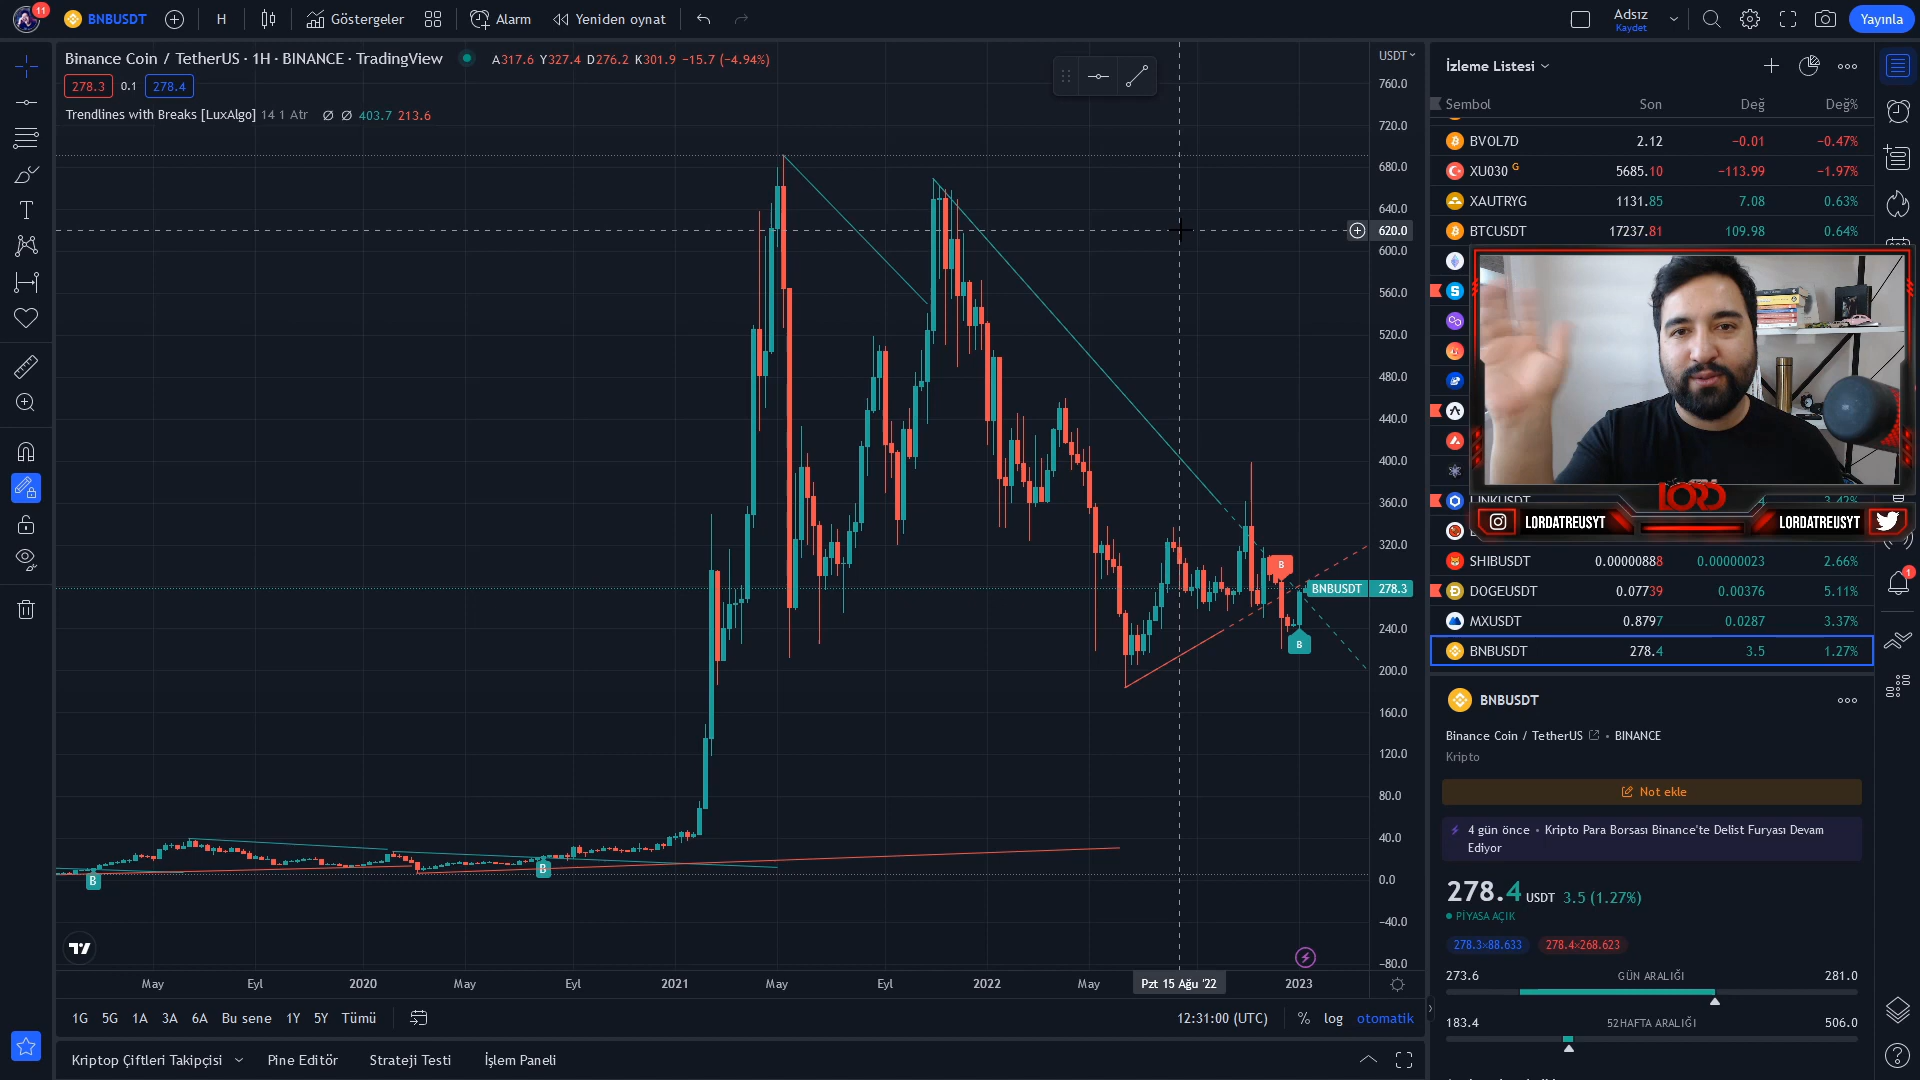 11
BNBUSDT
H
Göstergeler
Alarm
Yeniden oynat
Adsız
Kaydet
Yayınla
Binance Coin / TetherUS · 1H · BINANCE · TradingView
A317.6 Y327.4 D276.2 K301.9 −15.7 (−4.94%)
278.3 0.1 278.4
Trendlines with Breaks [LuxAlgo] 14 1 Atr Ø Ø 403.7 213.6
USDT
760.0
720.0
680.0
640.0
620.0
600.0
560.0
520.0
480.0
440.0
400.0
360.0
320.0
BNBUSDT 278.3
240.0
200.0
160.0
120.0
80.0
40.0
0.0
−40.0
−80.0
B
B
B
B
May Eyl 2020 May Eyl 2021 May Eyl 2022 May Pzt 15 Ağu '22 2023
1G 5G 1A 3A 6A Bu sene 1Y 5Y Tümü
12:31:00 (UTC) % log otomatik
Kriptop Çiftleri Takipçisi Pine Editör Strateji Testi İşlem Paneli
İzleme Listesi
Sembol Son Değ Değ%
BVOL7D 2.12 −0.01 −0.47%
XU030 G 5685.10 −113.99 −1.97%
XAUTRYG 1131.85 7.08 0.63%
BTCUSDT 17237.81 109.98 0.64%
LINKUSDT 3.42%
LORD
LORDATREUSYT LORDATREUSYT
SHIBUSDT 0.00000888 0.00000023 2.66%
DOGEUSDT 0.07739 0.00376 5.11%
MXUSDT 0.8797 0.0287 3.37%
BNBUSDT 278.4 3.5 1.27%
BNBUSDT
Binance Coin / TetherUS • BINANCE
Kripto
Not ekle
4 gün önce • Kripto Para Borsası Binance'te Delist Furyası Devam
Ediyor
278.4 USDT 3.5 (1.27%)
PİYASA AÇIK
278.3×88.633 278.4×268.623
273.6 GÜN ARALIĞI 281.0
183.4 52HAFTA ARALIĞI 506.0
1